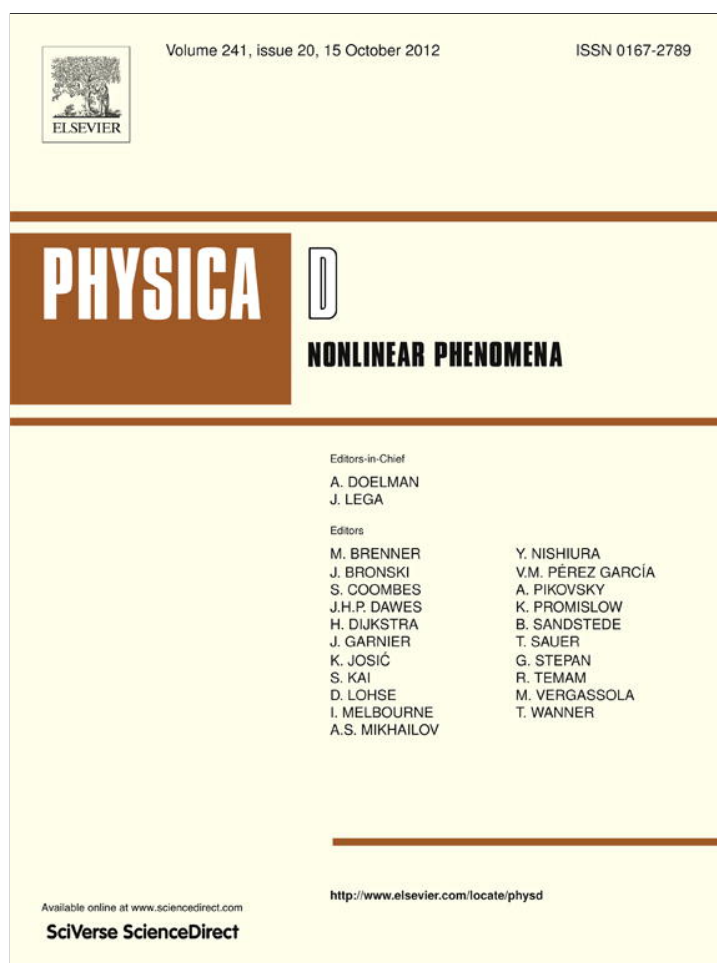 Volume 241, issue 20, 15 October 2012
ISSN 0167-2789
ELSEVIER
PHYSICA D
NONLINEAR PHENOMENA
Editors-in-Chief
A. DOELMAN
J. LEGA
Editors
M. BRENNER
J. BRONSKI
S. COOMBES
J.H.P. DAWES
H. DIJKSTRA
J. GARNIER
K. JOSIĆ
S. KAI
D. LOHSE
I. MELBOURNE
A.S. MIKHAILOV
Y. NISHIURA
V.M. PÉREZ GARCÍA
A. PIKOVSKY
K. PROMISLOW
B. SANDSTEDE
T. SAUER
G. STEPAN
R. TEMAM
M. VERGASSOLA
T. WANNER
http://www.elsevier.com/locate/physd
Available online at www.sciencedirect.com
SciVerse ScienceDirect